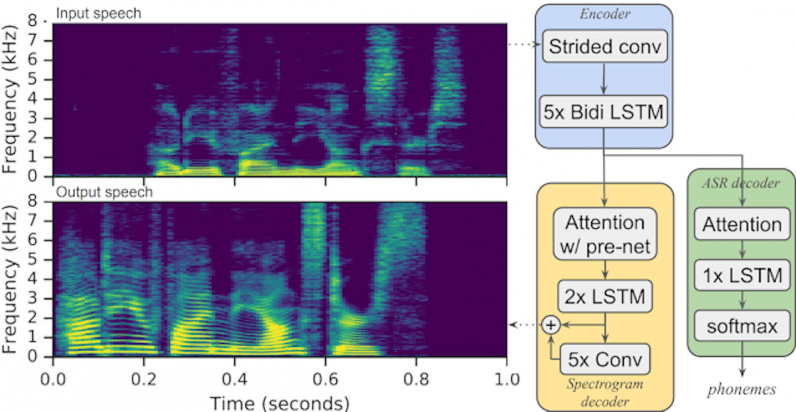 Input speech
Frequency (kHz)
8
7
6
5
4
3
2
1
0
Output speech
Frequency (kHz)
8
7
6
5
4
3
2
1
0
0.0 0.2 0.4 0.6 0.8 1.0
Time (seconds)
Encoder
Strided conv
5x Bidi LSTM
Attention
w/ pre-net
2x LSTM
+
5x Conv
Spectrogram
decoder
ASR decoder
Attention
1x LSTM
softmax
phonemes